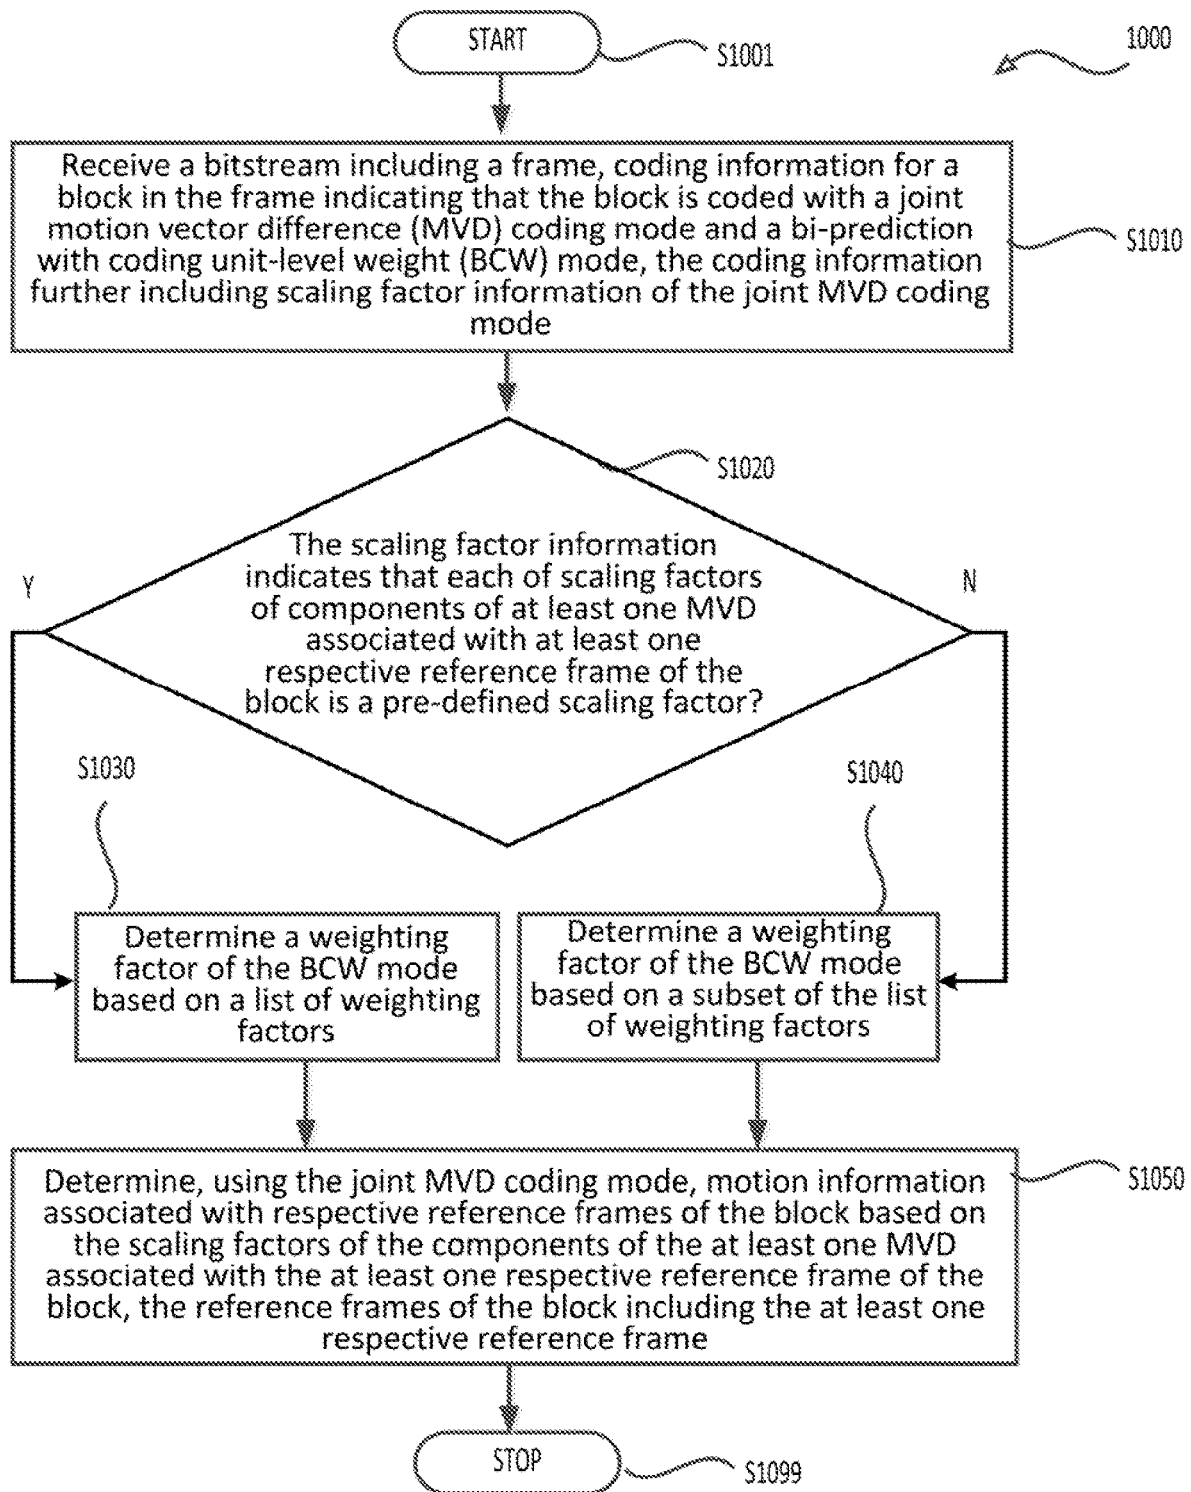 START
S1001
1000
Receive a bitstream including a frame, coding information for a
block in the frame indicating that the block is coded with a joint
motion vector difference (MVD) coding mode and a bi-prediction
with coding unit-level weight (BCW) mode, the coding information
further including scaling factor information of the joint MVD coding
mode
S1010
S1020
The scaling factor information
indicates that each of scaling factors
of components of at least one MVD
associated with at least one
respective reference frame of the
block is a pre-defined scaling factor?
Y
N
S1030
S1040
Determine a weighting
factor of the BCW mode
based on a list of weighting
factors
Determine a weighting
factor of the BCW mode
based on a subset of the list
of weighting factors
Determine, using the joint MVD coding mode, motion information
associated with respective reference frames of the block based on
the scaling factors of the components of the at least one MVD
associated with the at least one respective reference frame of the
block, the reference frames of the block including the at least one
respective reference frame
S1050
STOP
S1099